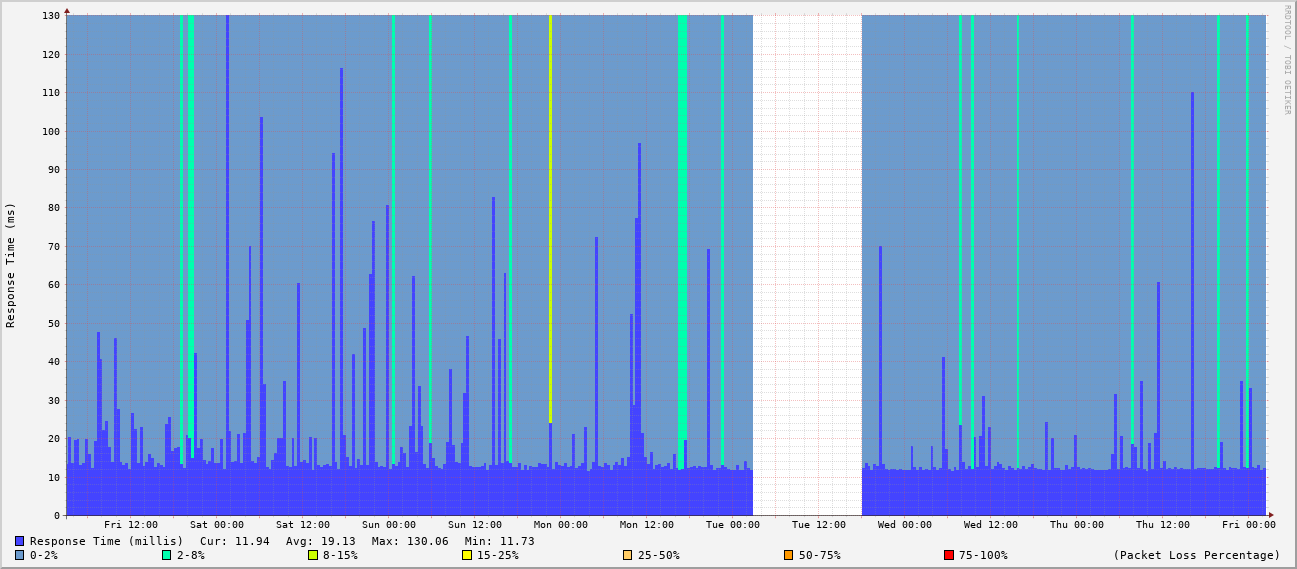 RRDTOOL / TOBI OETIKER
Response Time (ms)
130
120
110
100
90
80
70
60
50
40
30
20
10
0
Fri 12:00 Sat 00:00 Sat 12:00 Sun 00:00 Sun 12:00 Mon 00:00 Mon 12:00 Tue 00:00 Tue 12:00 Wed 00:00 Wed 12:00 Thu 00:00 Thu 12:00 Fri 00:00
Response Time (millis) Cur: 11.94 Avg: 19.13 Max: 130.06 Min: 11.73
0-2% 2-8% 8-15% 15-25% 25-50% 50-75% 75-100% (Packet Loss Percentage)